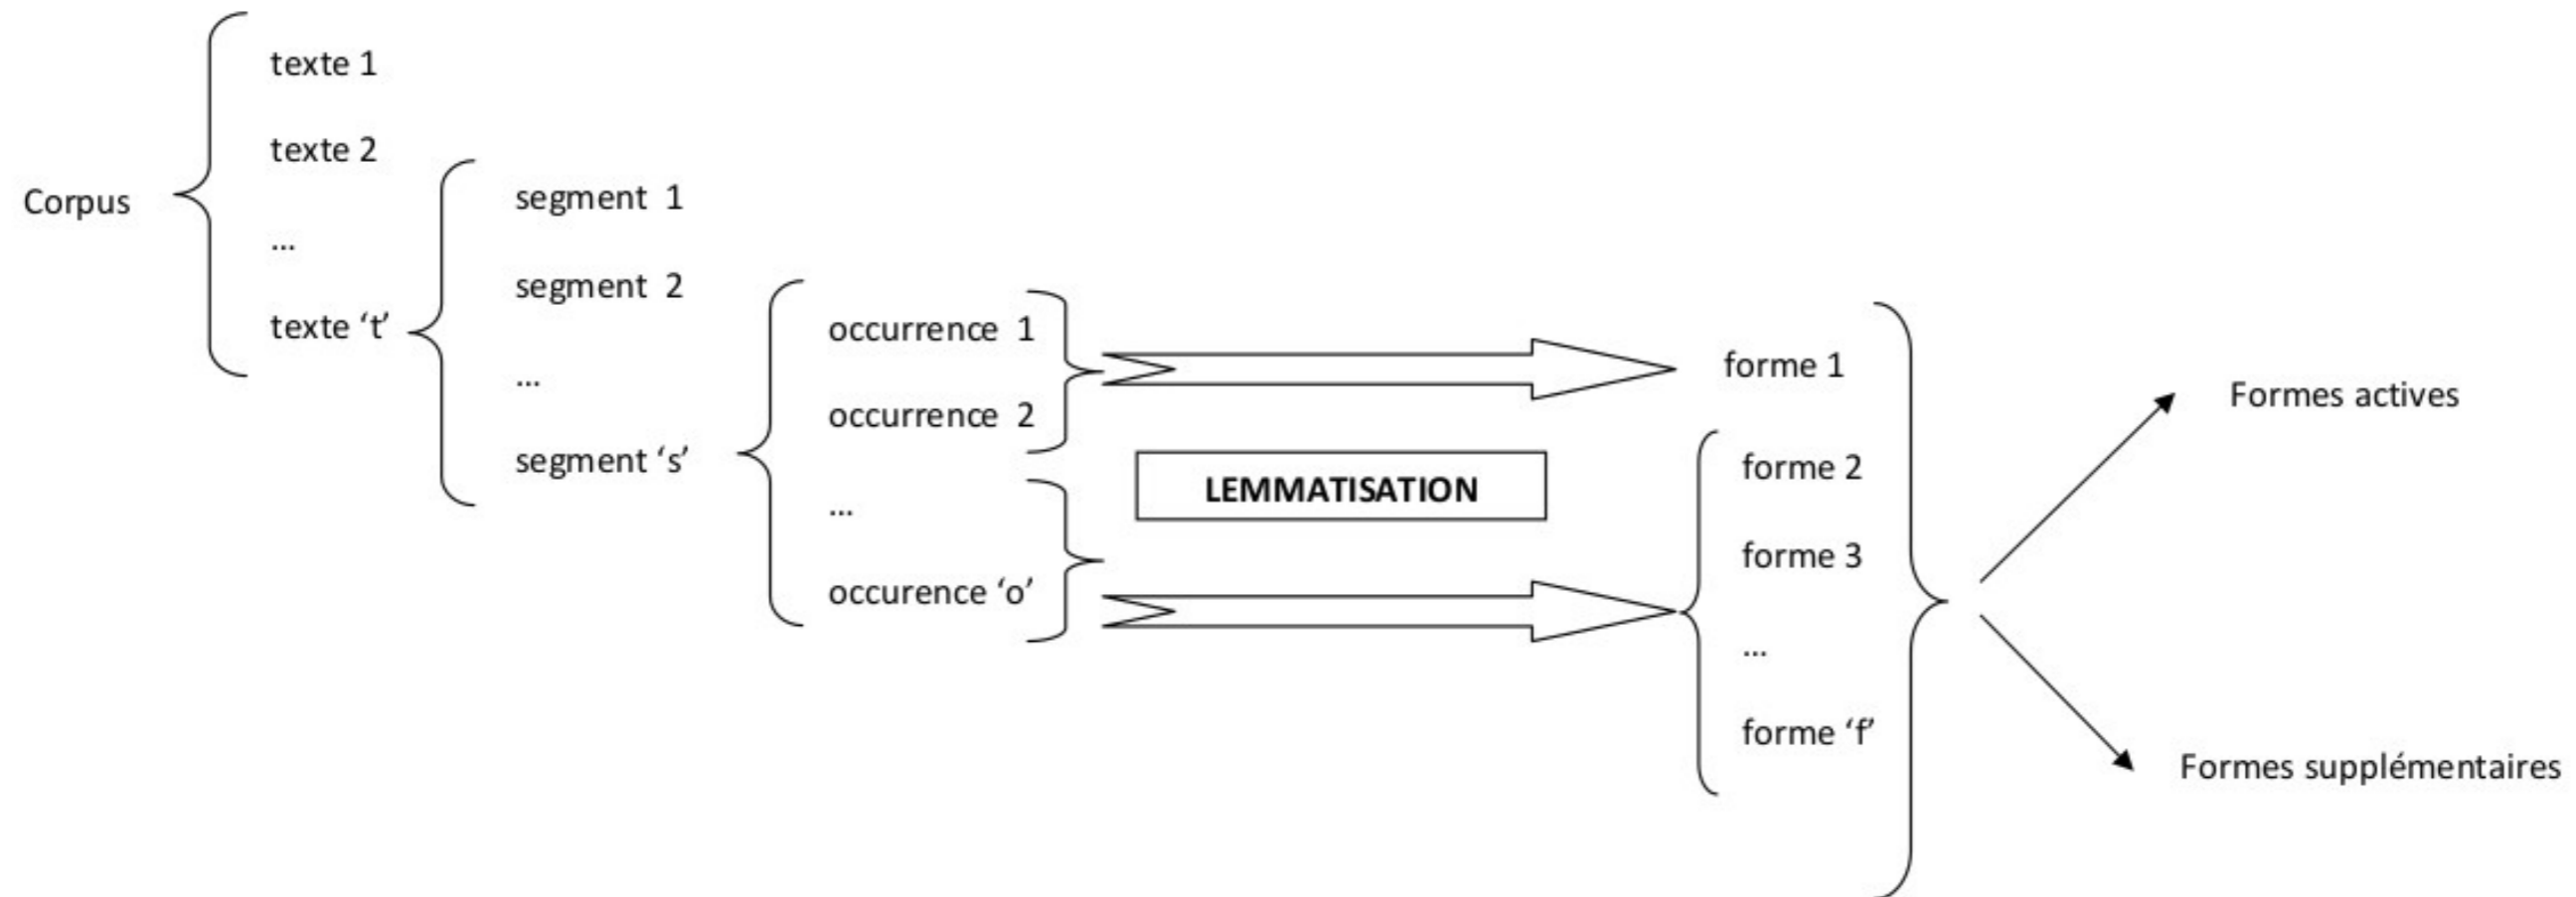 Corpus
texte 1
texte 2
...
texte ‘t’
segment 1
segment 2
...
segment ‘s’
occurrence 1
occurrence 2
...
occurence ‘o’
LEMMATISATION
forme 1
forme 2
forme 3
...
forme ‘f’
Formes actives
Formes supplémentaires